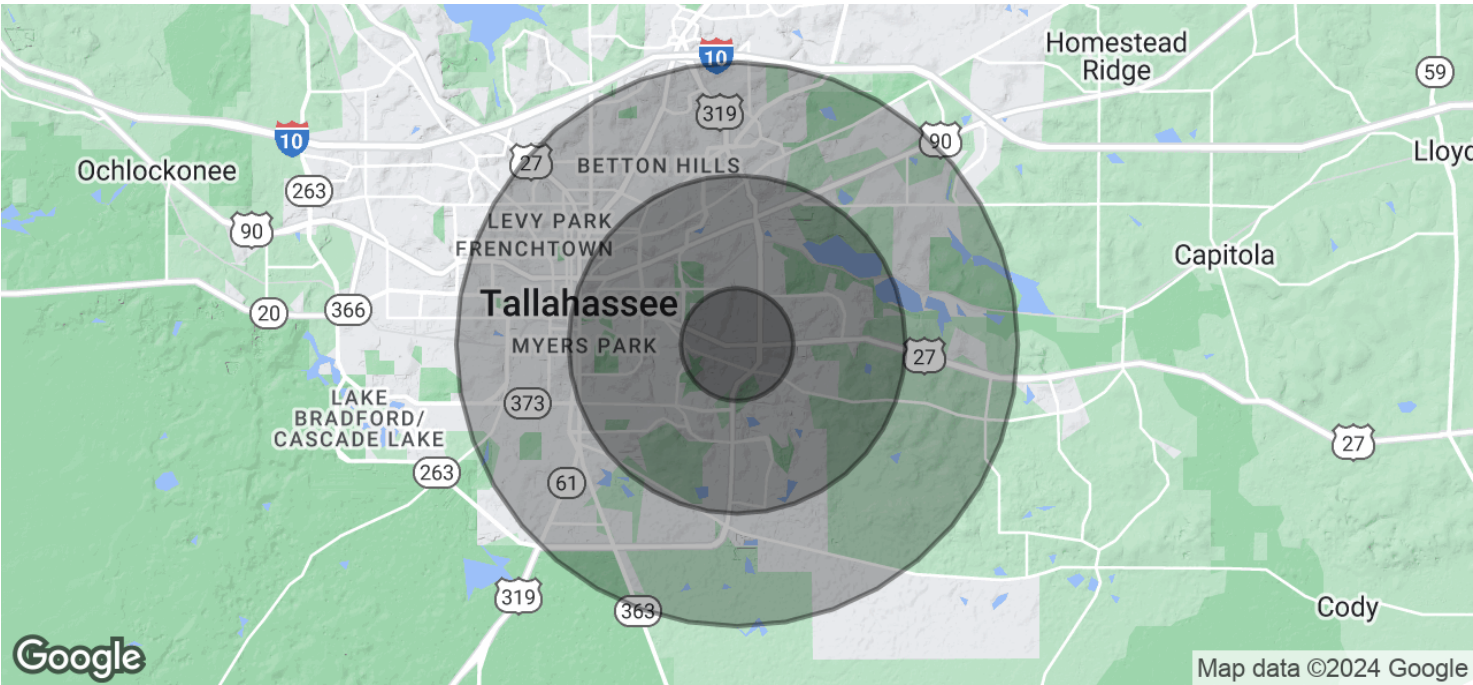 10
Homestead
Ridge
59
319
10
27
90
BETTON HILLS
Lloyd
Ochlockonee
263
LEVY PARK
90
FRENCHTOWN
Capitola
Tallahassee
20
366
MYERS PARK
27
373
LAKE
BRADFORD/
CASCADE LAKE
27
263
61
319
363
Cody
Google
Map data ©2024 Google